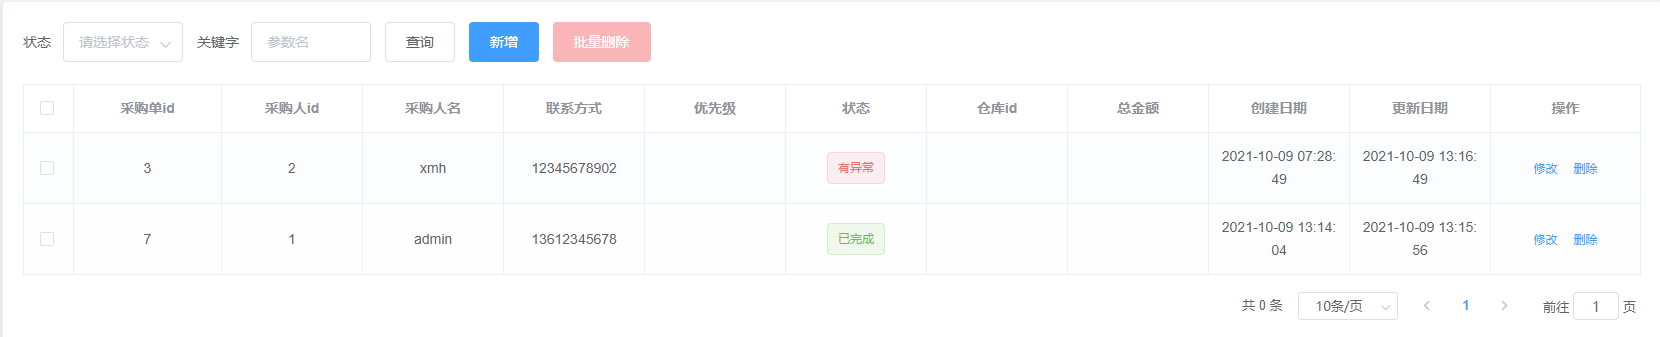 状态 请选择状态 关键字 参数名 查询 新增 批量删除
采购单id 采购人id 采购人名 联系方式 优先级 状态 仓库id 总金额 创建日期 更新日期 操作
3 2 xmh 12345678902 有异常 2021-10-09 07:28: 2021-10-09 13:16: 修改 删除
49 49
7 1 admin 13612345678 已完成 2021-10-09 13:14: 2021-10-09 13:15: 修改 删除
04 56
共 0 条 10条/页 1 前往 1 页